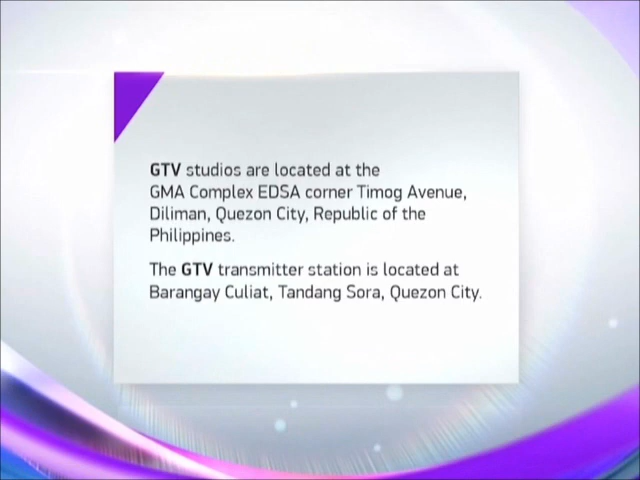 GTV studios are located at the
GMA Complex EDSA corner Timog Avenue,
Diliman, Quezon City, Republic of the
Philippines.
The GTV transmitter station is located at
Barangay Culiat, Tandang Sora, Quezon City.